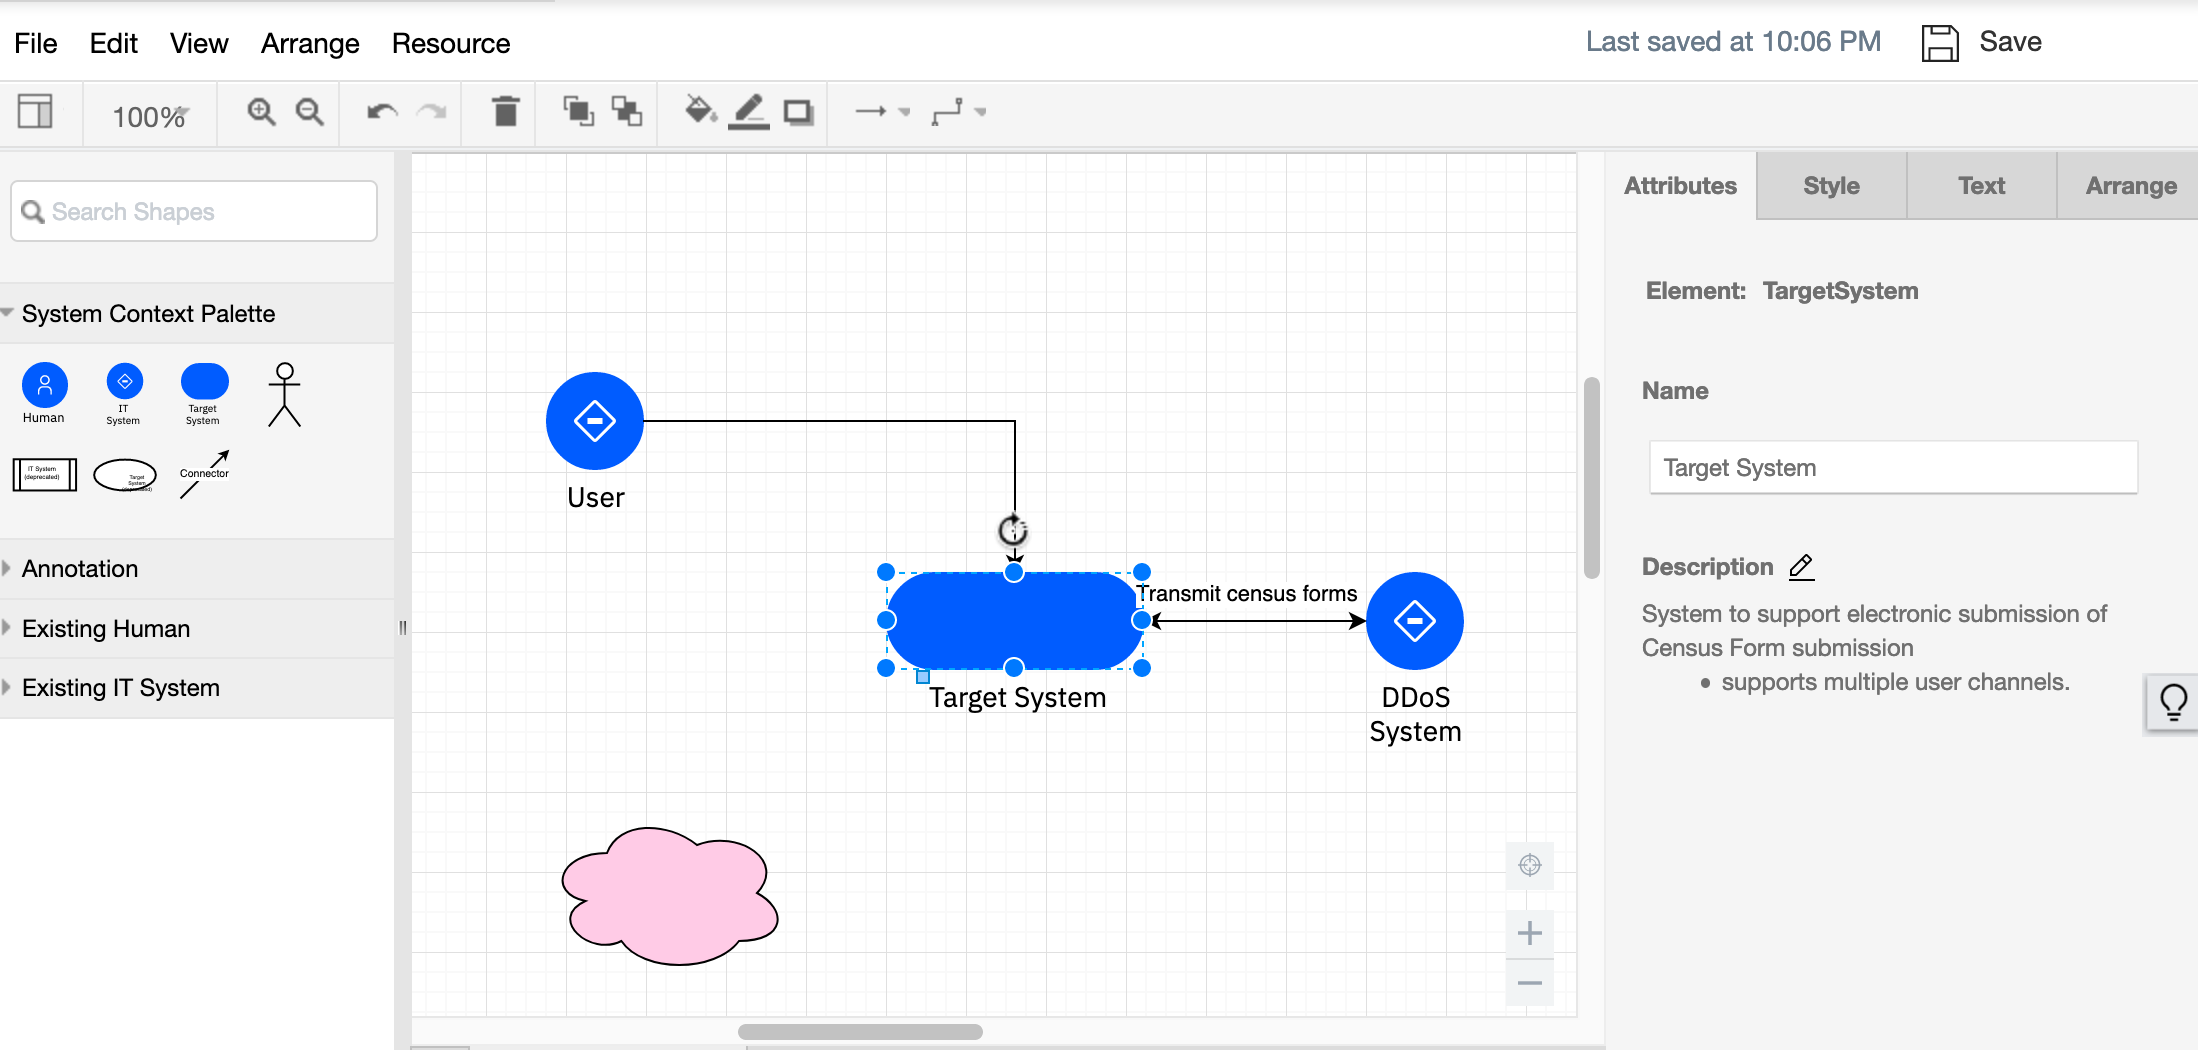 File Edit View Arrange Resource
Last saved at 10:06 PM Save
100%
Search Shapes
System Context Palette
Human
IT
System
Target
System
IT System
(deprecated)
Target
System
(deprecated)
Connector
Annotation
Existing Human
Existing IT System
User
Transmit census forms
Target System
DDoS
System
Attributes Style Text Arrange
Element: TargetSystem
Name
Target System
Description
System to support electronic submission of
Census Form submission
• supports multiple user channels.